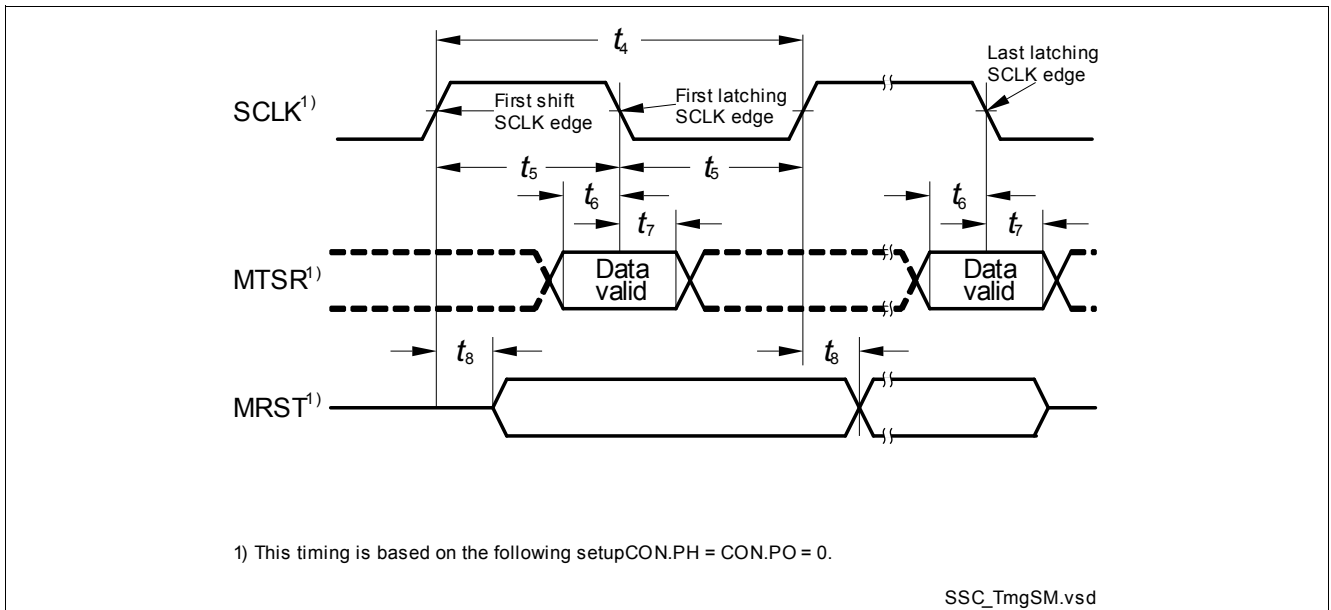 t4
Last latching
SCLK edge
SCLK1)
First shift
SCLK edge
First latching
SCLK edge
t5
t5
t6
t7
t6
t7
MTSR1)
Data
valid
Data
valid
t8
t8
MRST1)
1) This timing is based on the following setupCON.PH = CON.PO = 0.
SSC_TmgSM.vsd